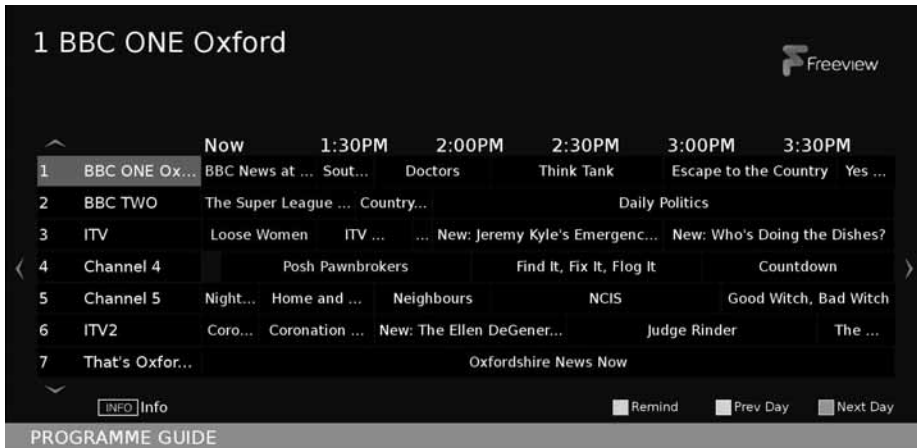 1 BBC ONE Oxford
Freeview
Now 1:30PM 2:00PM 2:30PM 3:00PM 3:30PM
1 BBC ONE Ox... BBC News at ... Sout... Doctors Think Tank Escape to the Country Yes ...
2 BBC TWO The Super League ... Country... Daily Politics
3 ITV Loose Women ITV ... ... New: Jeremy Kyle's Emergenc... New: Who's Doing the Dishes?
4 Channel 4 Posh Pawnbrokers Find It, Fix It, Flog It Countdown
5 Channel 5 Night... Home and ... Neighbours NCIS Good Witch, Bad Witch
6 ITV2 Coro... Coronation ... New: The Ellen DeGener... Judge Rinder The ...
7 That's Oxfor... Oxfordshire News Now
INFO Info Remind Prev Day Next Day
PROGRAMME GUIDE